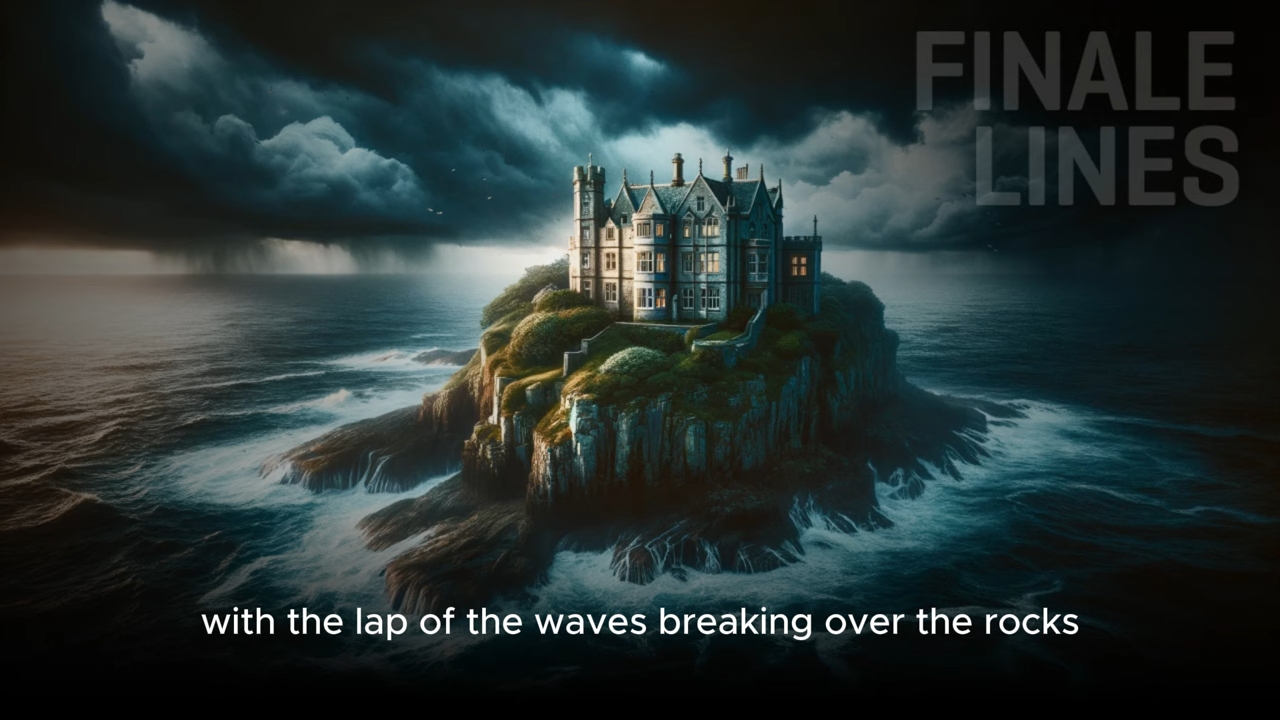 FINALE
LINES
with the lap of the waves breaking over the rocks